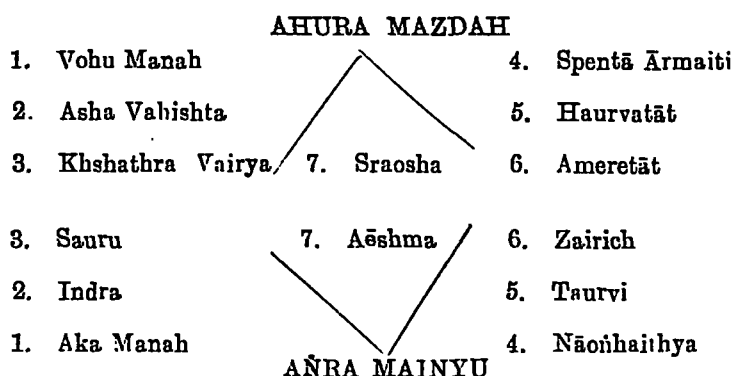 AHURA MAZDAH
1. Vohu Manah 4. Spentā Ārmaiti
2. Asha Vahishta 5. Haurvatāt
3. Khshathra Vairya 7. Sraosha 6. Ameretāt
3. Sauru 7. Aēshma 6. Zairich
2. Indra 5. Taurvi
1. Aka Manah 4. Nāoṅhaithya
AÑRA MAINYU